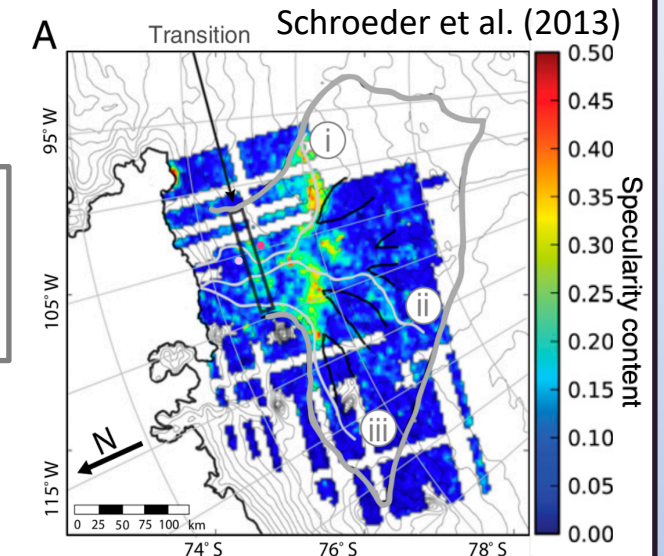 Schroeder et al. (2013)
A
Transition
95° W
105° W
115° W
i
ii
iii
N
0 25 50 75 100 km
74° S
76° S
78° S
0.50
0.45
0.40
0.35
0.30
0.25
0.20
0.15
0.10
0.05
0.00
Specularity content